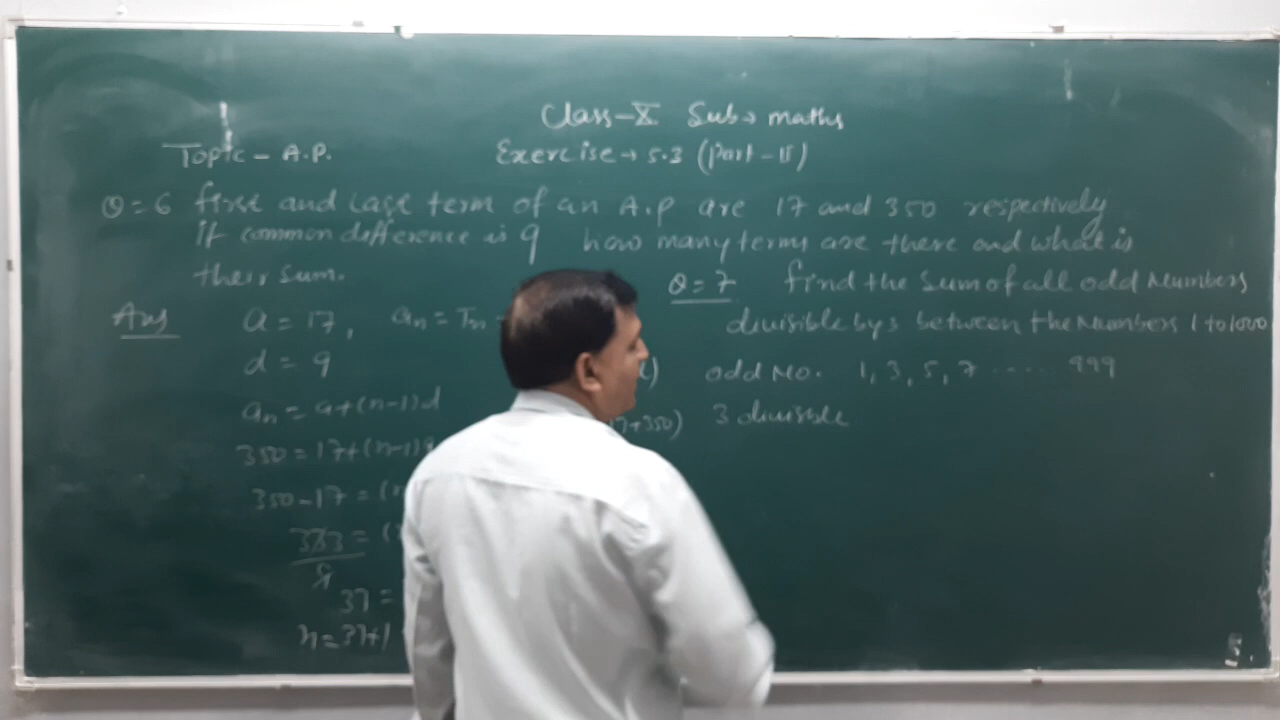 Class-X Sub→ maths
Topic - A.P. Exercise → 5.3 (Part-II)
Q=6 first and last term of an A.P are 17 and 350 respectively
If common difference is 9 how many terms are there and what is
their sum.
Ans a = 17, an = Tn
d = 9
an = a+(n-1)d
350 = 17+(n-1)9
350-17 = (n
333 = (
9
37 =
n=37+1
17+350)
Q=7 find the sum of all odd Numbers
divisible by 3 between the Numbers 1 to 1000
odd No. 1, 3, 5, 7 ..... 999
3 divisible